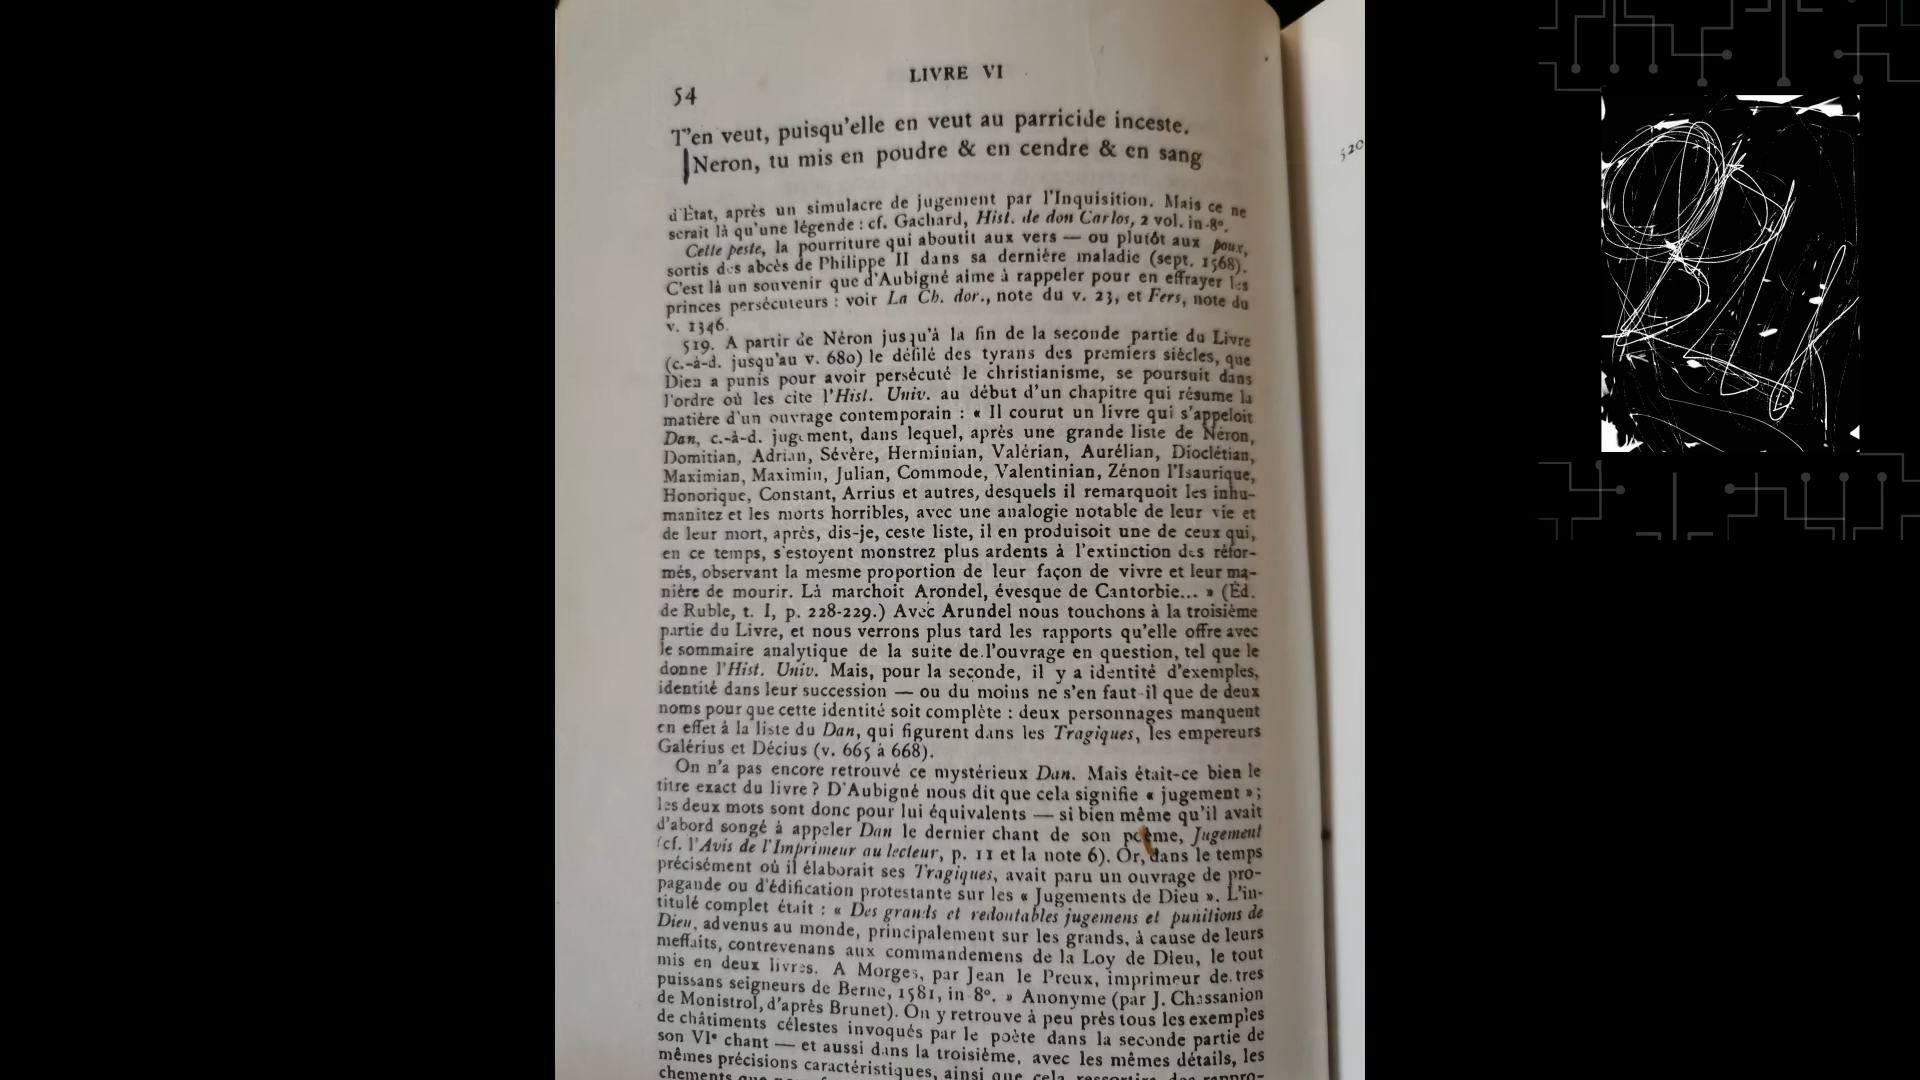 LIVRE VI
54
T'en veut, puisqu'elle en veut au parricide inceste.
Neron, tu mis en poudre & en cendre & en sang
d'État, après un simulacre de jugement par l'Inquisition. Mais ce ne
serait là qu'une légende : cf. Gachard, Hist. de don Carlos, 2 vol. in-8°.
Cette peste, la pourriture qui aboutit aux vers — ou plutôt aux poux,
sortis des abcès de Philippe II dans sa dernière maladie (sept. 1568).
C'est là un souvenir que d'Aubigné aime à rappeler pour en effrayer les
princes persécuteurs : voir La Ch. dor., note du v. 23, et Fers, note du
v. 1346.
519. A partir de Néron jusqu'à la fin de la seconde partie du Livre
(c.-à-d. jusqu'au v. 680) le défilé des tyrans des premiers siècles, que
Dieu a punis pour avoir persécuté le christianisme, se poursuit dans
l'ordre où les cite l'Hist. Univ. au début d'un chapitre qui résume la
matière d'un ouvrage contemporain : « Il courut un livre qui s'appeloit
Dan, c.-à-d. jugement, dans lequel, après une grande liste de Néron,
Domitian, Adrian, Sévère, Herminian, Valérian, Aurélian, Dioclétian,
Maximian, Maximin, Julian, Commode, Valentinian, Zénon l'Isaurique,
Honorique, Constant, Arrius et autres, desquels il remarquoit les inhu-
manitez et les morts horribles, avec une analogie notable de leur vie et
de leur mort, après, dis-je, ceste liste, il en produisoit une de ceux qui,
en ce temps, s'estoyent monstrez plus ardents à l'extinction des réfor-
més, observant la mesme proportion de leur façon de vivre et leur ma-
nière de mourir. Là marchoit Arondel, évesque de Cantorbie... » (Éd.
de Ruble, t. I, p. 228-229.) Avec Arundel nous touchons à la troisième
partie du Livre, et nous verrons plus tard les rapports qu'elle offre avec
le sommaire analytique de la suite de l'ouvrage en question, tel que le
donne l'Hist. Univ. Mais, pour la seconde, il y a identité d'exemples,
identité dans leur succession — ou du moins ne s'en faut-il que de deux
noms pour que cette identité soit complète : deux personnages manquent
en effet à la liste du Dan, qui figurent dans les Tragiques, les empereurs
Galérius et Décius (v. 665 à 668).
On n'a pas encore retrouvé ce mystérieux Dan. Mais était-ce bien le
titre exact du livre ? D'Aubigné nous dit que cela signifie « jugement » ;
les deux mots sont donc pour lui équivalents — si bien même qu'il avait
d'abord songé à appeler Dan le dernier chant de son poème, Jugement
(cf. l'Avis de l'Imprimeur au lecteur, p. 11 et la note 6). Or, dans le temps
précisément où il élaborait ses Tragiques, avait paru un ouvrage de pro-
pagande ou d'édification protestante sur les « Jugements de Dieu ». L'in-
titulé complet était : « Des grands et redoutables jugemens et punitions de
Dieu, advenus au monde, principalement sur les grands, à cause de leurs
meffaits, contrevenans aux commandemens de la Loy de Dieu, le tout
mis en deux livres. A Morges, par Jean le Preux, imprimeur de tres
puissans seigneurs de Berne, 1581, in 8°. » Anonyme (par J. Chassanion
de Monistrol, d'après Brunet). On y retrouve à peu près tous les exemples
de châtiments célestes invoqués par le poète dans la seconde partie de
son VIe chant — et aussi dans la troisième, avec les mêmes détails, les
mêmes précisions caractéristiques, ainsi que cela
520